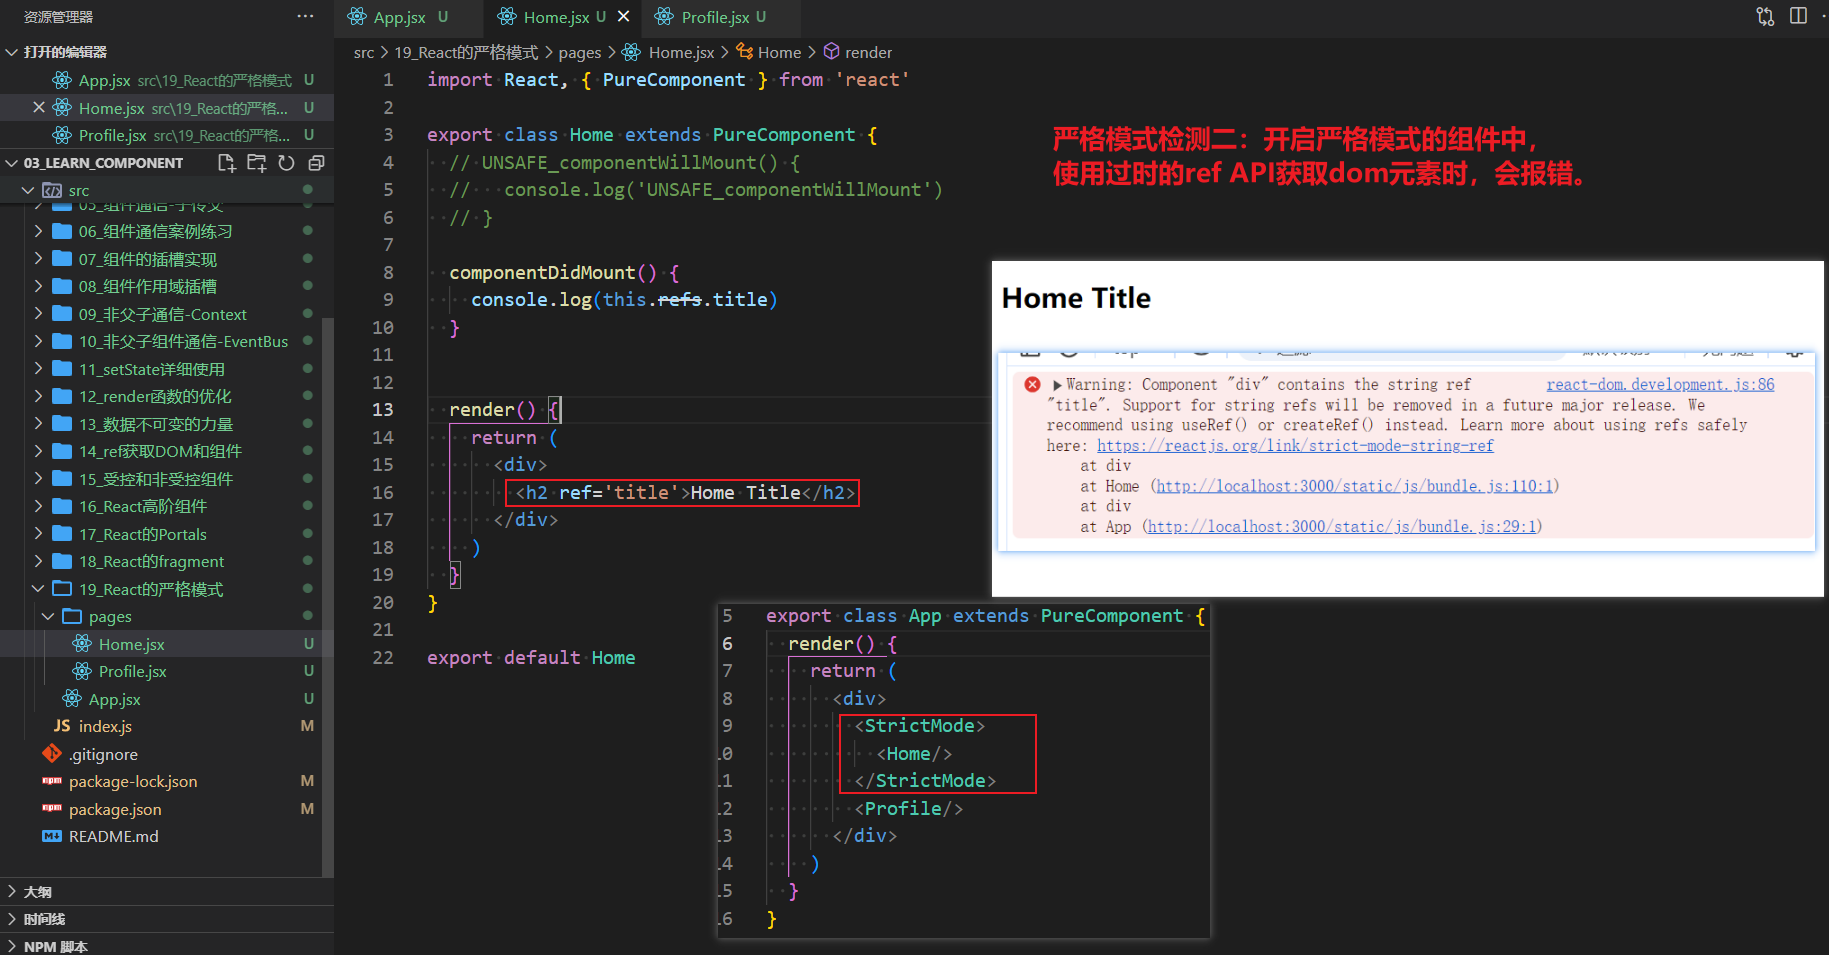 资源管理器
打开的编辑器
App.jsx src\19_React的严格模式 U
Home.jsx src\19_React的严格... U
Profile.jsx src\19_React的严格... U
03_LEARN_COMPONENT
src
05_组件通信-子传父
06_组件通信案例练习
07_组件的插槽实现
08_组件作用域插槽
09_非父子通信-Context
10_非父子组件通信-EventBus
11_setState详细使用
12_render函数的优化
13_数据不可变的力量
14_ref获取DOM和组件
15_受控和非受控组件
16_React高阶组件
17_React的Portals
18_React的fragment
19_React的严格模式
pages
Home.jsx U
Profile.jsx U
App.jsx U
JS index.js M
.gitignore
package-lock.json M
package.json M
README.md
大纲
时间线
NPM 脚本
App.jsx U
Home.jsx U
Profile.jsx U
src > 19_React的严格模式 > pages > Home.jsx > Home > render
1 import React, { PureComponent } from 'react'
2
3 export class Home extends PureComponent {
4 // UNSAFE_componentWillMount() {
5 // console.log('UNSAFE_componentWillMount')
6 // }
7
8 componentDidMount() {
9 console.log(this.refs.title)
10 }
11
12
13 render() {
14 return (
15 <div>
16 <h2 ref='title'>Home Title</h2>
17 </div>
18 )
19 }
20 }
21
22 export default Home
严格模式检测二：开启严格模式的组件中，
使用过时的ref API获取dom元素时，会报错。
Home Title
Warning: Component "div" contains the string ref react-dom.development.js:86
"title". Support for string refs will be removed in a future major release. We
recommend using useRef() or createRef() instead. Learn more about using refs safely
here: https://reactjs.org/link/strict-mode-string-ref
at div
at Home (http://localhost:3000/static/js/bundle.js:110:1)
at div
at App (http://localhost:3000/static/js/bundle.js:29:1)
5 export class App extends PureComponent {
6 render() {
7 return (
8 <div>
9 <StrictMode>
10 <Home/>
11 </StrictMode>
12 <Profile/>
13 </div>
14 )
15 }
16 }